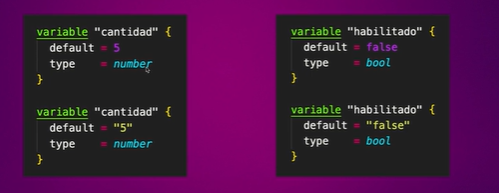 variable "cantidad" {
  default = 5
  type    = number
}
variable "cantidad" {
  default = "5"
  type    = number
}
variable "habilitado" {
  default = false
  type    = bool
}
variable "habilitado" {
  default = "false"
  type    = bool
}